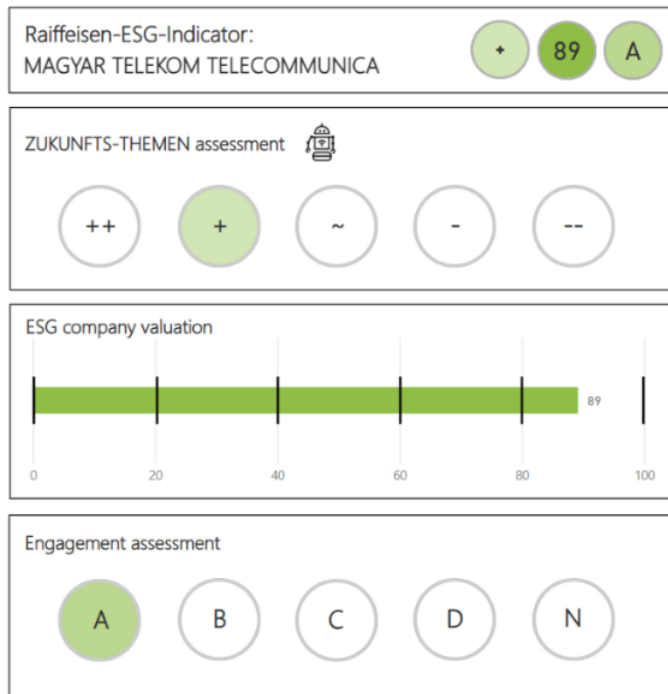 Raiffeisen-ESG-Indicator:
MAGYAR TELEKOM TELECOMMUNICA
+ 89 A
ZUKUNFTS-THEMEN assessment
++ + ~ - --
ESG company valuation
89
0 20 40 60 80 100
Engagement assessment
A B C D N